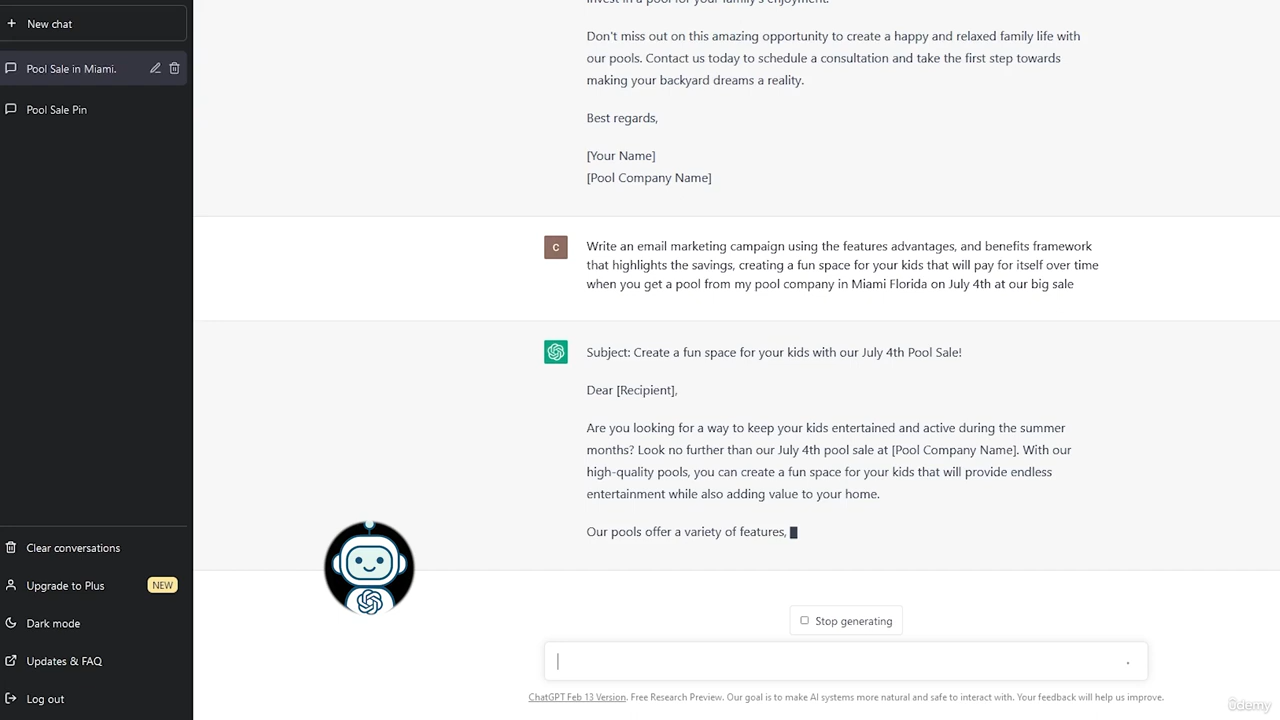 New chat
Pool Sale in Miami.
Pool Sale Pin
Clear conversations
Upgrade to Plus
NEW
Dark mode
Updates & FAQ
Log out
Don't miss out on this amazing opportunity to create a happy and relaxed family life with
our pools. Contact us today to schedule a consultation and take the first step towards
making your backyard dreams a reality.
Best regards,
[Your Name]
[Pool Company Name]
C
Write an email marketing campaign using the features advantages, and benefits framework
that highlights the savings, creating a fun space for your kids that will pay for itself over time
when you get a pool from my pool company in Miami Florida on July 4th at our big sale
Subject: Create a fun space for your kids with our July 4th Pool Sale!
Dear [Recipient],
Are you looking for a way to keep your kids entertained and active during the summer
months? Look no further than our July 4th pool sale at [Pool Company Name]. With our
high-quality pools, you can create a fun space for your kids that will provide endless
entertainment while also adding value to your home.
Our pools offer a variety of features,
Stop generating
ChatGPT Feb 13 Version. Free Research Preview. Our goal is to make AI systems more natural and safe to interact with. Your feedback will help us improve.
ûdemy